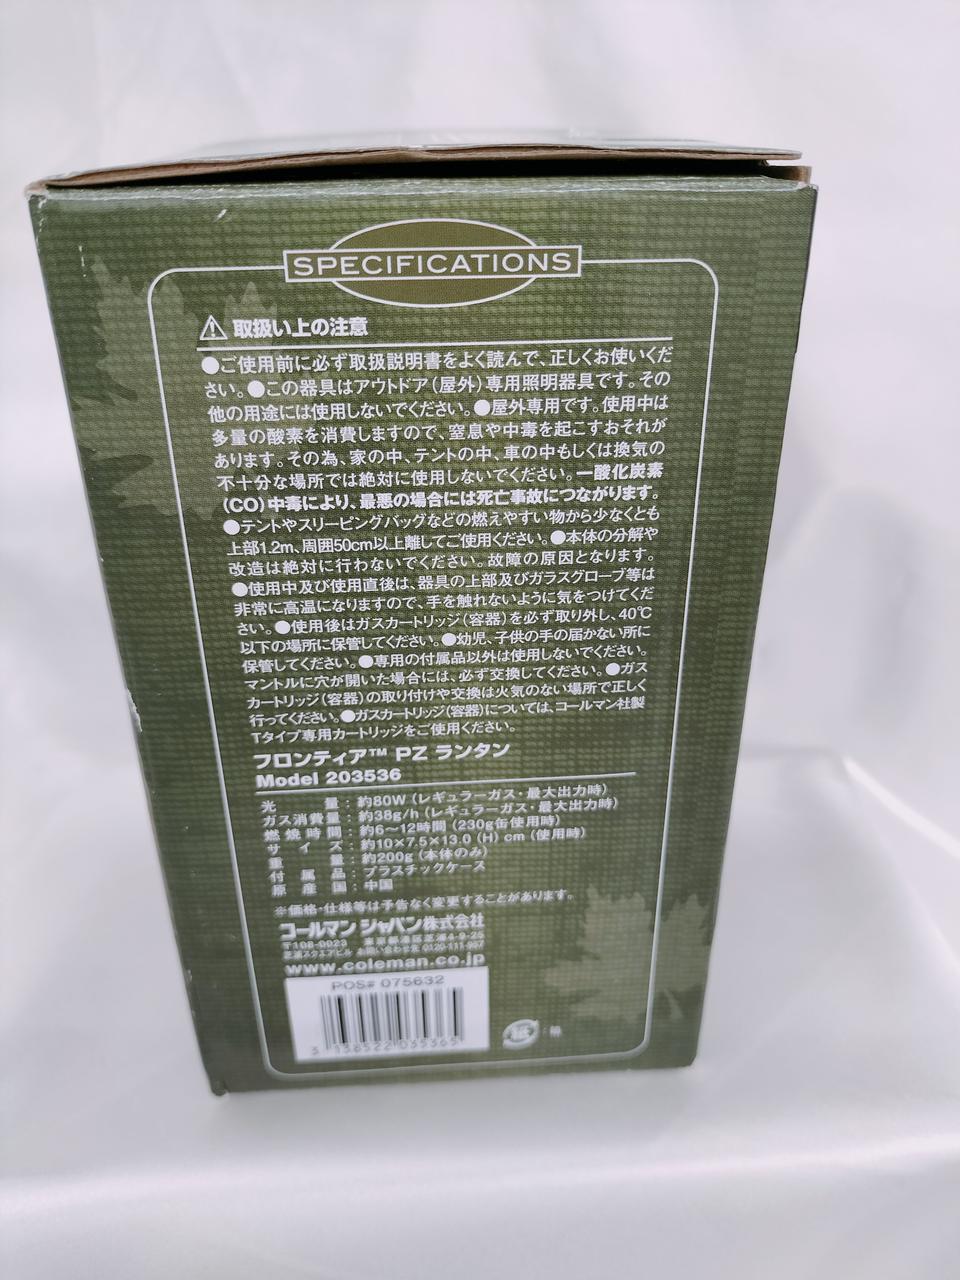 SPECIFICATIONS
取扱い上の注意
●ご使用前に必ず取扱説明書をよく読んで、正しくお使いくだ
さい。●この器具はアウトドア(屋外)専用照明器具です。その
他の用途には使用しないでください。●屋外専用です。使用中は
多量の酸素を消費しますので、窒息や中毒を起こすおそれが
あります。その為、家の中、テントの中、車の中もしくは換気の
不十分な場所では絶対に使用しないでください。一酸化炭素
(CO)中毒により、最悪の場合には死亡事故につながります。
●テントやスリーピングバッグなどの燃えやすい物から少なくとも
上部1.2m、周囲50cm以上離してご使用ください。●本体の分解や
改造は絶対に行わないでください。故障の原因となります。
●使用中及び使用直後は、器具の上部及びガラスグローブ等は
非常に高温になりますので、手を触れないように気をつけてくだ
さい。●使用後はガスカートリッジ(容器)を必ず取り外し、40℃
以下の場所に保管してください。●幼児、子供の手の届かない所に
保管してください。●専用の付属品以外は使用しないでください。
マントルに穴が開いた場合には、必ず交換してください。●ガス
カートリッジ(容器)の取り付けや交換は火気のない場所で正しく
行ってください。●ガスカートリッジ(容器)については、コールマン社製
Tタイプ専用カートリッジをご使用ください。
フロンティア™ PZ ランタン
Model 203536
光量：約80W(レギュラーガス・最大出力時)
ガス消費量：約38g/h(レギュラーガス・最大出力時)
燃焼時間：約6～12時間(230g缶使用時)
サイズ：約10×7.5×13.0(H)cm(使用時)
重量：約200g(本体のみ)
付属品：プラスチックケース
原産国：中国
※価格・仕様等は予告なく変更することがあります。
コールマン ジャパン株式会社
〒108-0023 東京都港区芝浦4-9-25
芝浦スクエアビル お問い合わせ先 0120-111-957
www.coleman.co.jp
POS# 075632